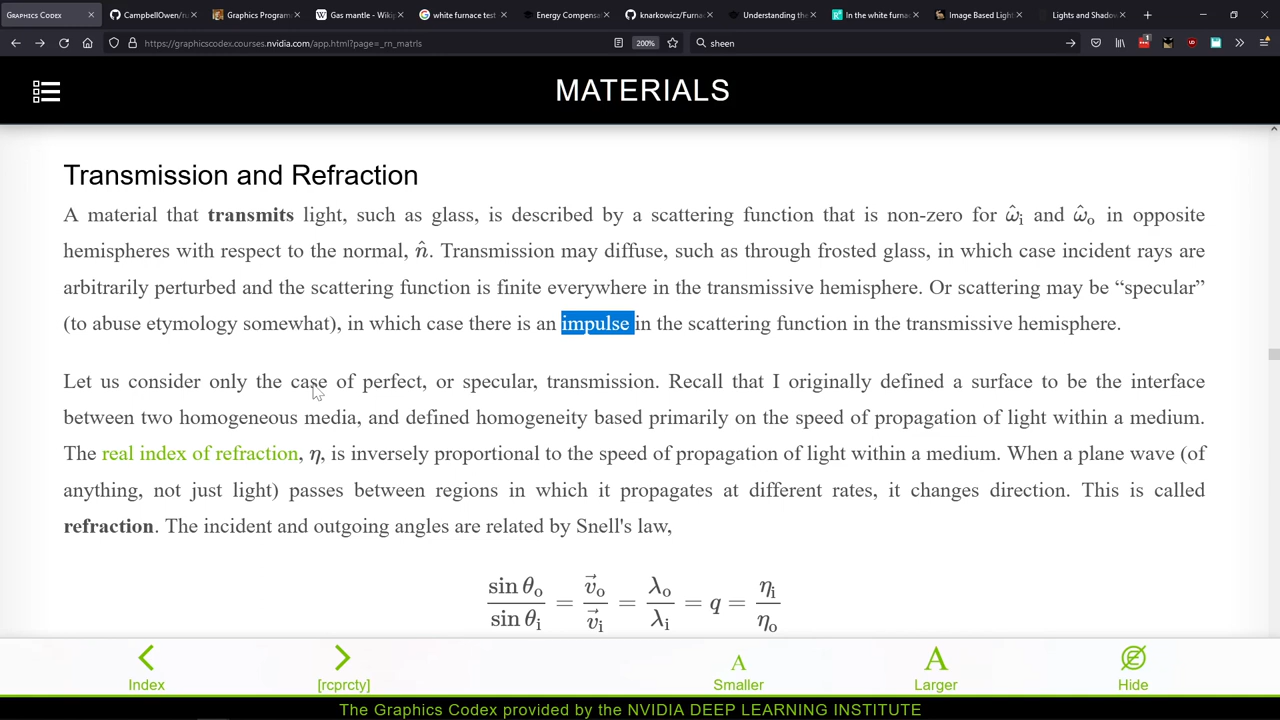 Graphics Codex
CampbellOwen/ru
Graphics Program
Gas mantle - Wiki
white furnace test
Energy Compensa
knarkowicz/Furna
Understanding the
In the white furnac
Image Based Ligh
Lights and Shadow
https://graphicscodex.courses.nvidia.com/app.html?page=_rn_matrls
200%
sheen
MATERIALS
Transmission and Refraction
A material that transmits light, such as glass, is described by a scattering function that is non-zero for ω̂i and ω̂o in opposite
hemispheres with respect to the normal, n̂. Transmission may diffuse, such as through frosted glass, in which case incident rays are
arbitrarily perturbed and the scattering function is finite everywhere in the transmissive hemisphere. Or scattering may be “specular”
(to abuse etymology somewhat), in which case there is an impulse in the scattering function in the transmissive hemisphere.
Let us consider only the case of perfect, or specular, transmission. Recall that I originally defined a surface to be the interface
between two homogeneous media, and defined homogeneity based primarily on the speed of propagation of light within a medium.
The real index of refraction, η, is inversely proportional to the speed of propagation of light within a medium. When a plane wave (of
anything, not just light) passes between regions in which it propagates at different rates, it changes direction. This is called
refraction. The incident and outgoing angles are related by Snell's law,
sin θo / sin θi = v⃗o / v⃗i = λo / λi = q = ηi / ηo
Index
[rcprcty]
A
Smaller
A
Larger
Hide
The Graphics Codex provided by the NVIDIA DEEP LEARNING INSTITUTE